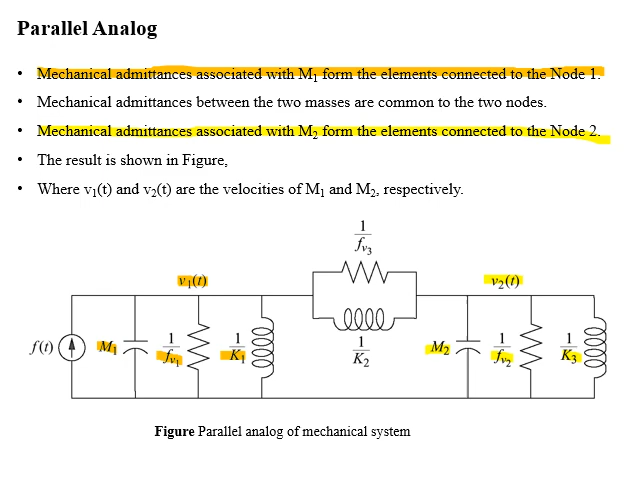 Parallel Analog
• Mechanical admittances associated with M₁ form the elements connected to the Node 1.
• Mechanical admittances between the two masses are common to the two nodes.
• Mechanical admittances associated with M₂ form the elements connected to the Node 2.
• The result is shown in Figure,
• Where v₁(t) and v₂(t) are the velocities of M₁ and M₂, respectively.
1/fv₃
v₁(t)
v₂(t)
f(t)
M₁
1/fv₁
1/K₁
1/K₂
M₂
1/fv₂
1/K₃
Figure Parallel analog of mechanical system